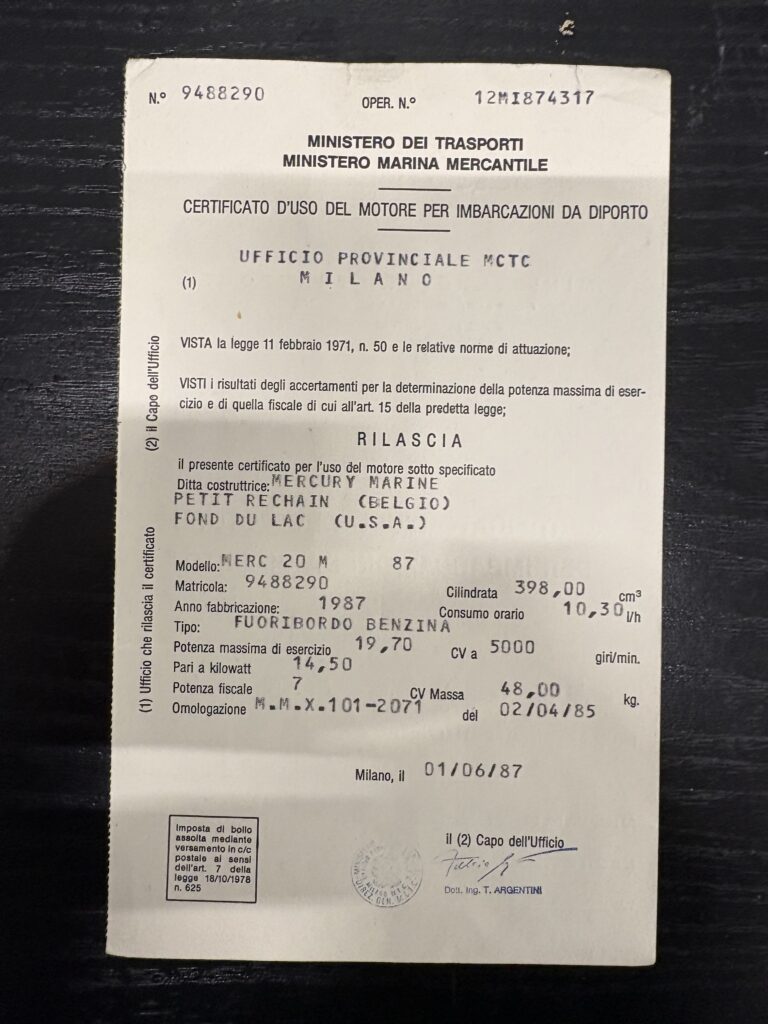 N.° 9488290 OPER. N.° 12MI874317
MINISTERO DEI TRASPORTI
MINISTERO MARINA MERCANTILE
CERTIFICATO D'USO DEL MOTORE PER IMBARCAZIONI DA DIPORTO
UFFICIO PROVINCIALE MCTC
(1) MILANO
VISTA la legge 11 febbraio 1971, n. 50 e le relative norme di attuazione;
VISTI i risultati degli accertamenti per la determinazione della potenza massima di eser-
cizio e di quella fiscale di cui all'art. 15 della predetta legge;
RILASCIA
il presente certificato per l'uso del motore sotto specificato
Ditta costruttrice: MERCURY MARINE
PETIT RECHAIN (BELGIO)
FOND DU LAC (U.S.A.)
Modello: MERC 20 M 87
Matricola: 9488290 Cilindrata 398,00 cm³
Anno fabbricazione: 1987 Consumo orario 10,30 l/h
Tipo: FUORIBORDO BENZINA
Potenza massima di esercizio 19,70 CV a 5000 giri/min.
Pari a kilowatt 14,50
Potenza fiscale 7 CV Massa 48,00 kg.
Omologazione M.M.X.101-2071 del 02/04/85
Milano, il 01/06/87
(1) Ufficio che rilascia il certificato (2) il Capo dell'Ufficio
Imposta di bollo
assolta mediante
versamento in c/c
postale ai sensi
dell'art. 7 della
legge 18/10/1978
n. 625
il (2) Capo dell'Ufficio
Dott. Ing. T. ARGENTINI